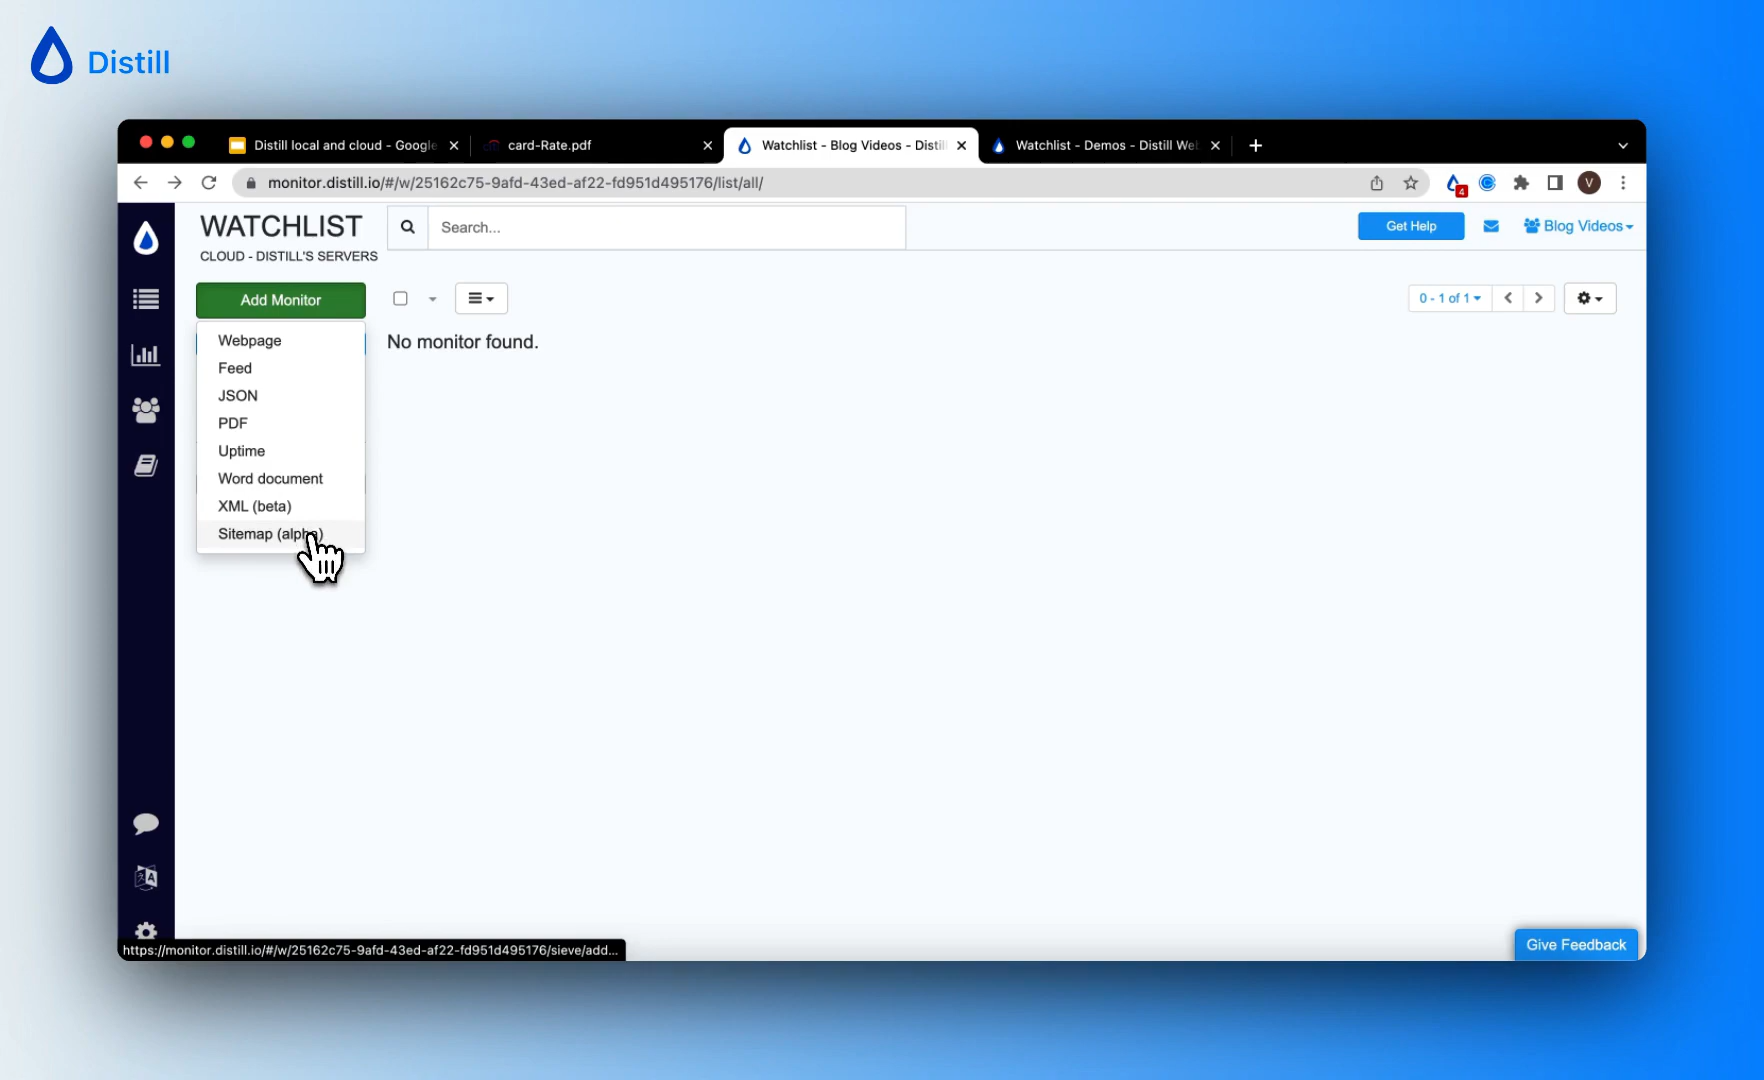 Distill
Distill local and cloud - Google
card-Rate.pdf
Watchlist - Blog Videos - Distill
Watchlist - Demos - Distill We
monitor.distill.io/#/w/25162c75-9afd-43ed-af22-fd951d495176/list/all/
4
V
WATCHLIST
Search...
Get Help
Blog Videos
CLOUD - DISTILL'S SERVERS
Add Monitor
0 - 1 of 1
No monitor found.
Webpage
Feed
JSON
PDF
Uptime
Word document
XML (beta)
Sitemap (alpha)
A
https://monitor.distill.io/#/w/25162c75-9afd-43ed-af22-fd951d495176/sieve/add...
Give Feedback